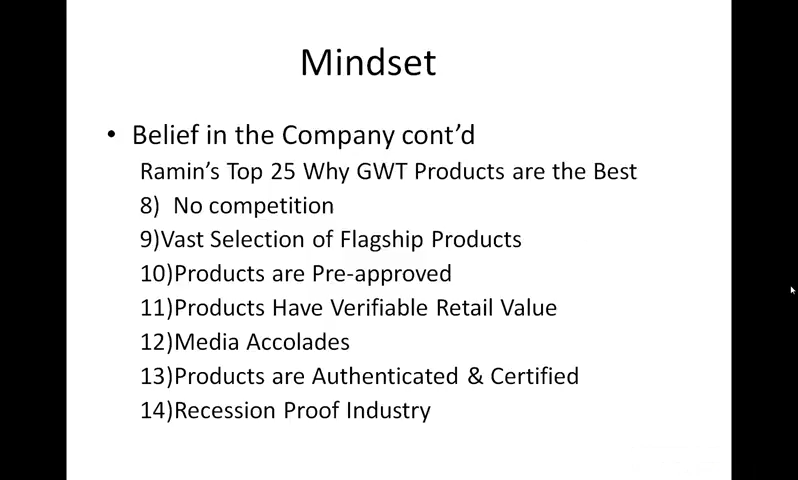 Mindset
• Belief in the Company cont’d
Ramin’s Top 25 Why GWT Products are the Best
8)  No competition
9)Vast Selection of Flagship Products
10)Products are Pre-approved
11)Products Have Verifiable Retail Value
12)Media Accolades
13)Products are Authenticated & Certified
14)Recession Proof Industry